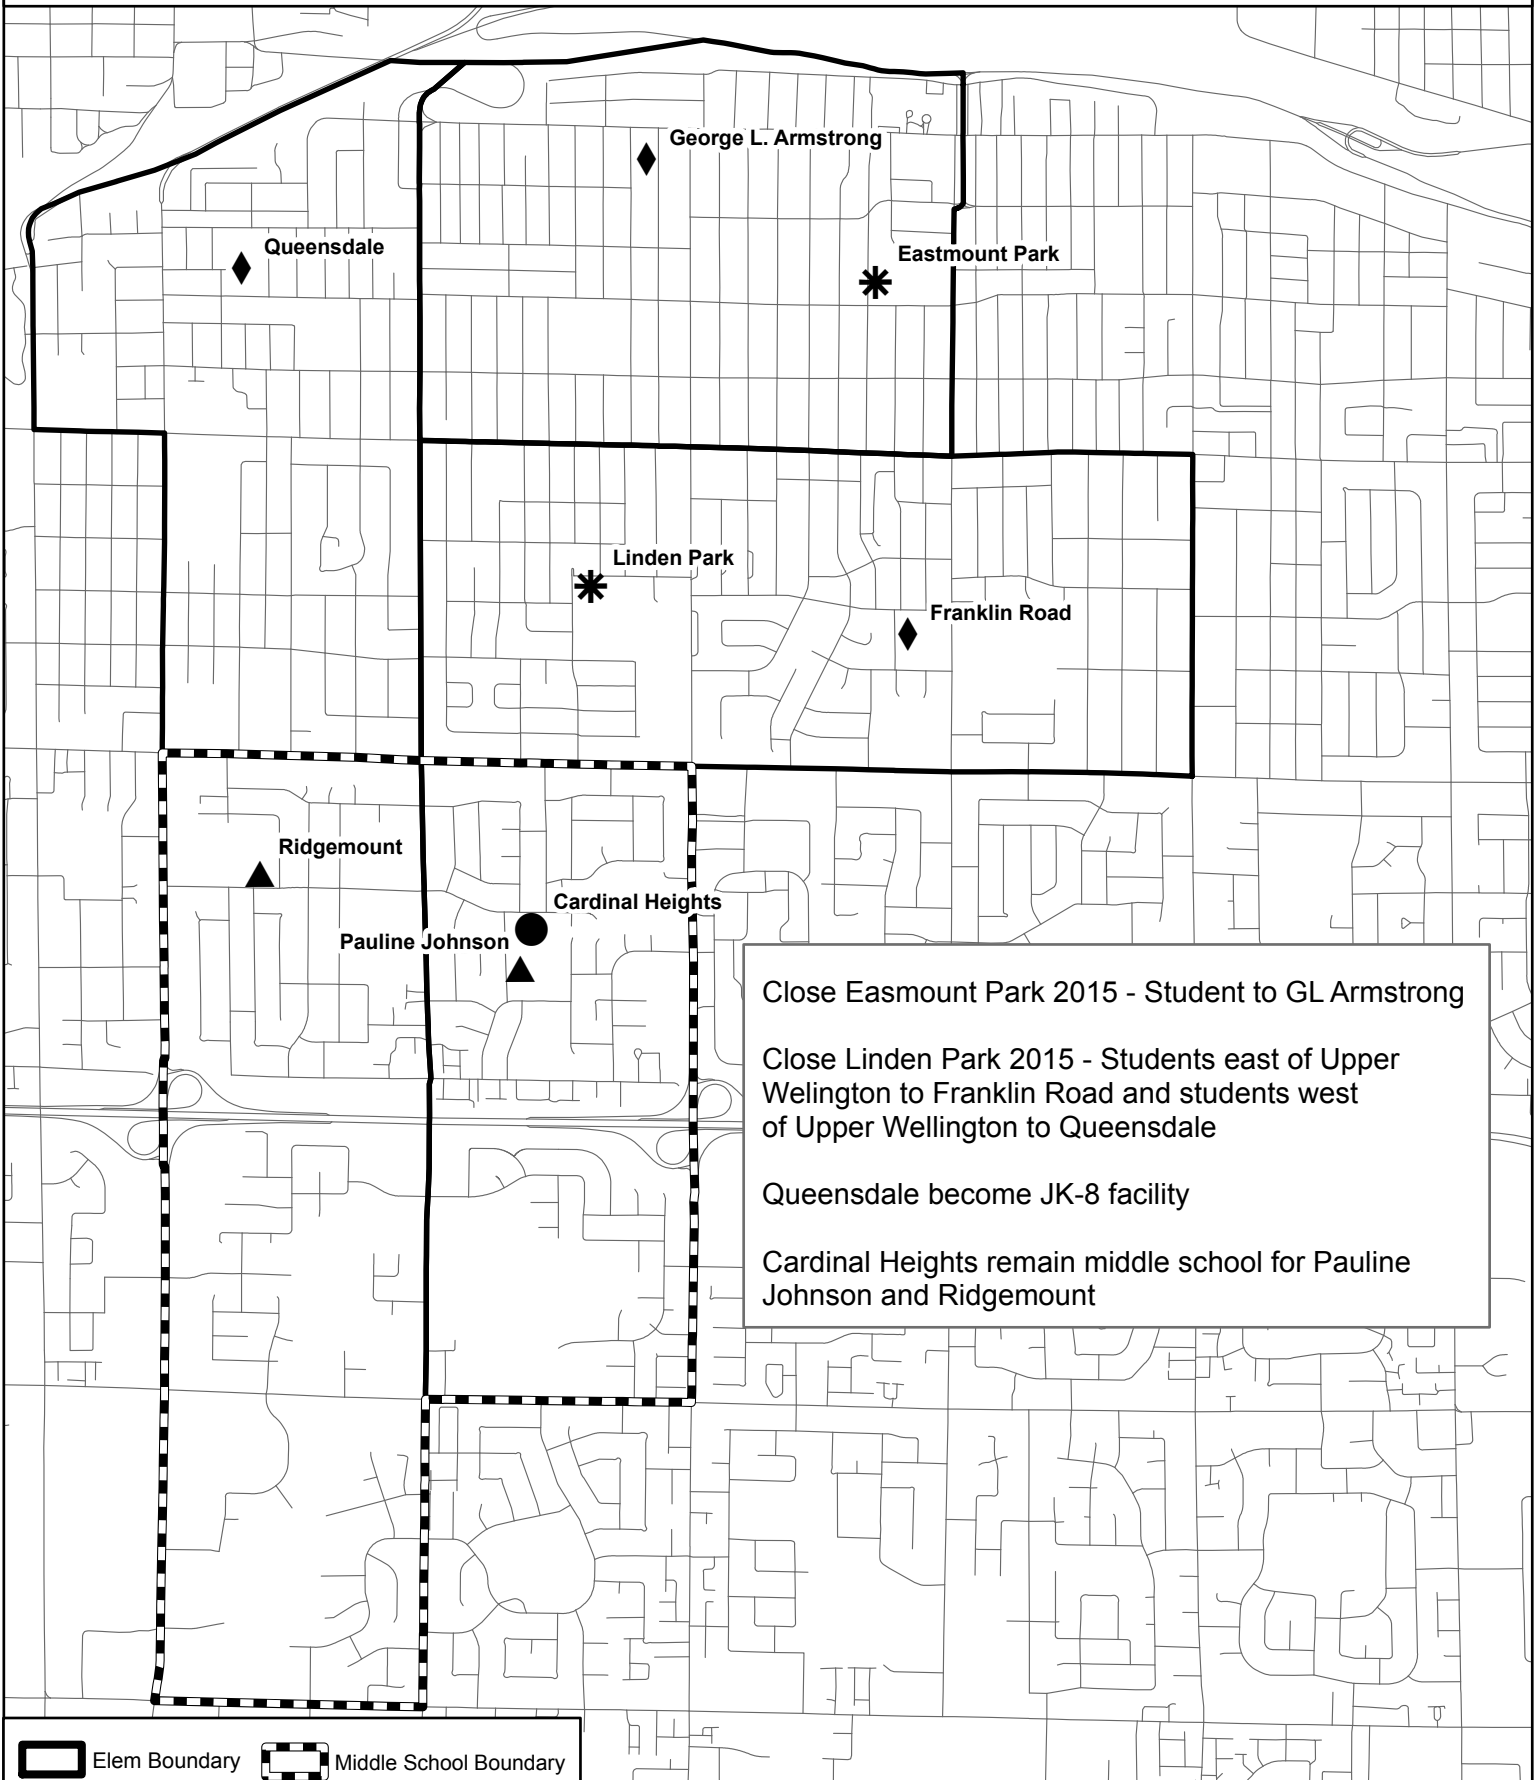 George L. Armstrong
Queensdale
Eastmount Park
Linden Park
Franklin Road
Ridgemount
Cardinal Heights
Pauline Johnson
Close Easmount Park 2015 - Student to GL Armstrong
Close Linden Park 2015 - Students east of Upper
Welington to Franklin Road and students west
of Upper Wellington to Queensdale
Queensdale become JK-8 facility
Cardinal Heights remain middle school for Pauline
Johnson and Ridgemount
Elem Boundary
Middle School Boundary